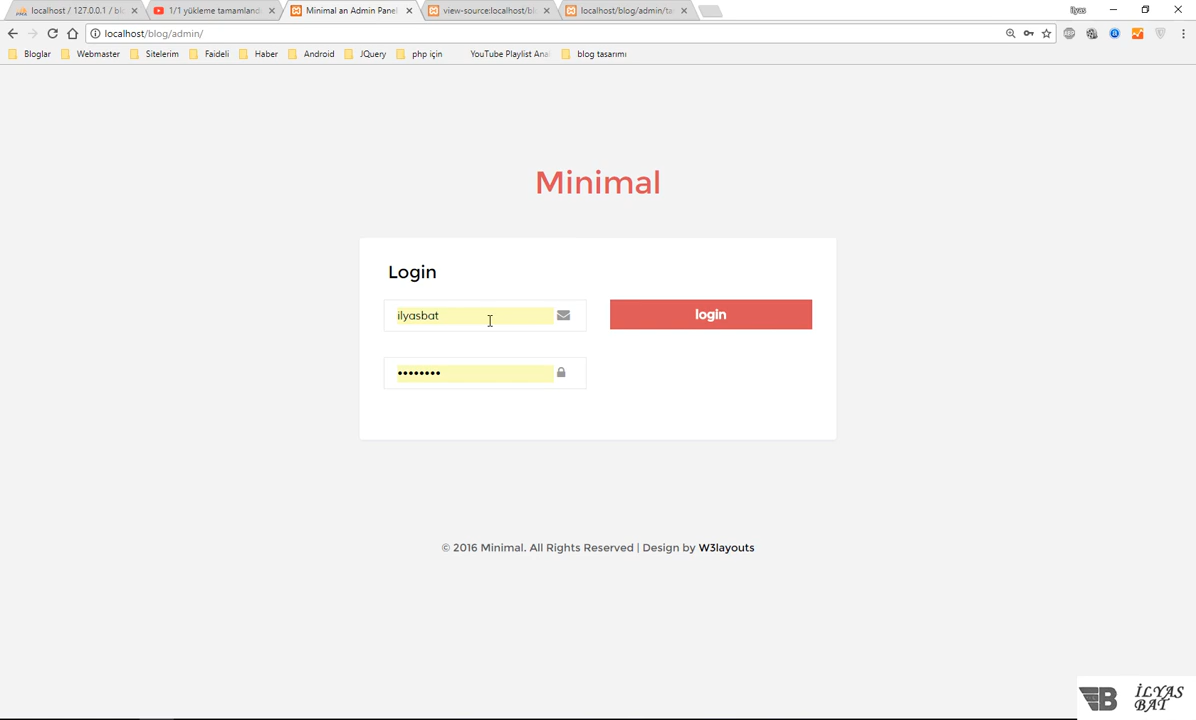 localhost / 127.0.0.1 / bl
1/1 yükleme tamamland
Minimal an Admin Panel
view-source:localhost/bl
localhost/blog/admin/ta
ilyas
localhost/blog/admin/
Bloglar
Webmaster
Sitelerim
Faideli
Haber
Android
JQuery
php için
YouTube Playlist Anal
blog tasarımı
Minimal
Login
ilyasbat
login
© 2016 Minimal. All Rights Reserved | Design by W3layouts
B
İLYAS
BAT